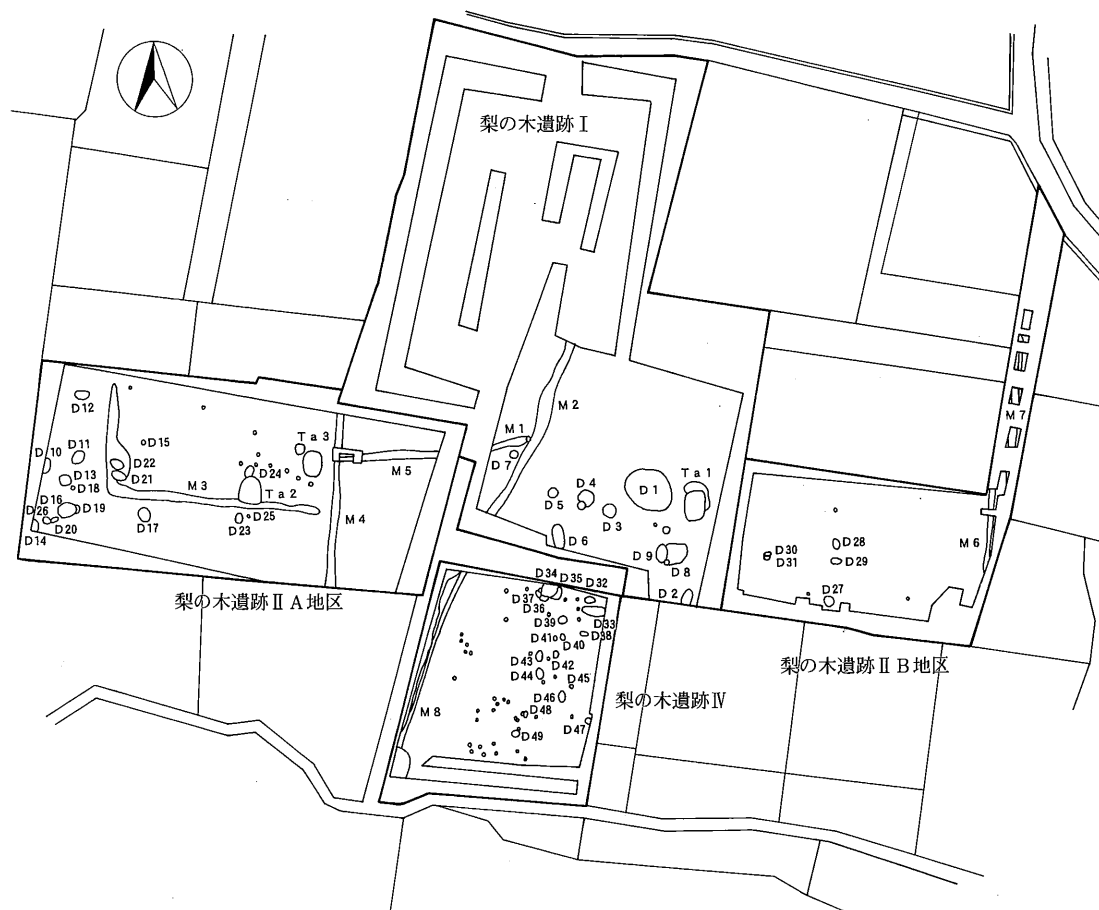 梨の木遺跡Ⅰ
M 2
M 1
D 7
D 4
D 5
D 3
D 1
Ta 1
D 6
D 9
D 8
D 2
D 12
D 10
D 11
D 13
D 18
D 16
D 19
D 26
D 20
D 14
D 15
D 22
D 21
D 17
M 3
Ta 3
D 24
Ta 2
D 25
D 23
M 5
M 4
梨の木遺跡Ⅱ A 地区
M 7
M 6
D 28
D 30
D 31
D 29
D 27
梨の木遺跡Ⅱ B 地区
D 34
D 35
D 32
D 37
D 36
D 33
D 39
D 38
D 41
D 40
D 43
D 42
D 44
D 45
D 46
D 48
D 47
D 49
M 8
梨の木遺跡Ⅳ